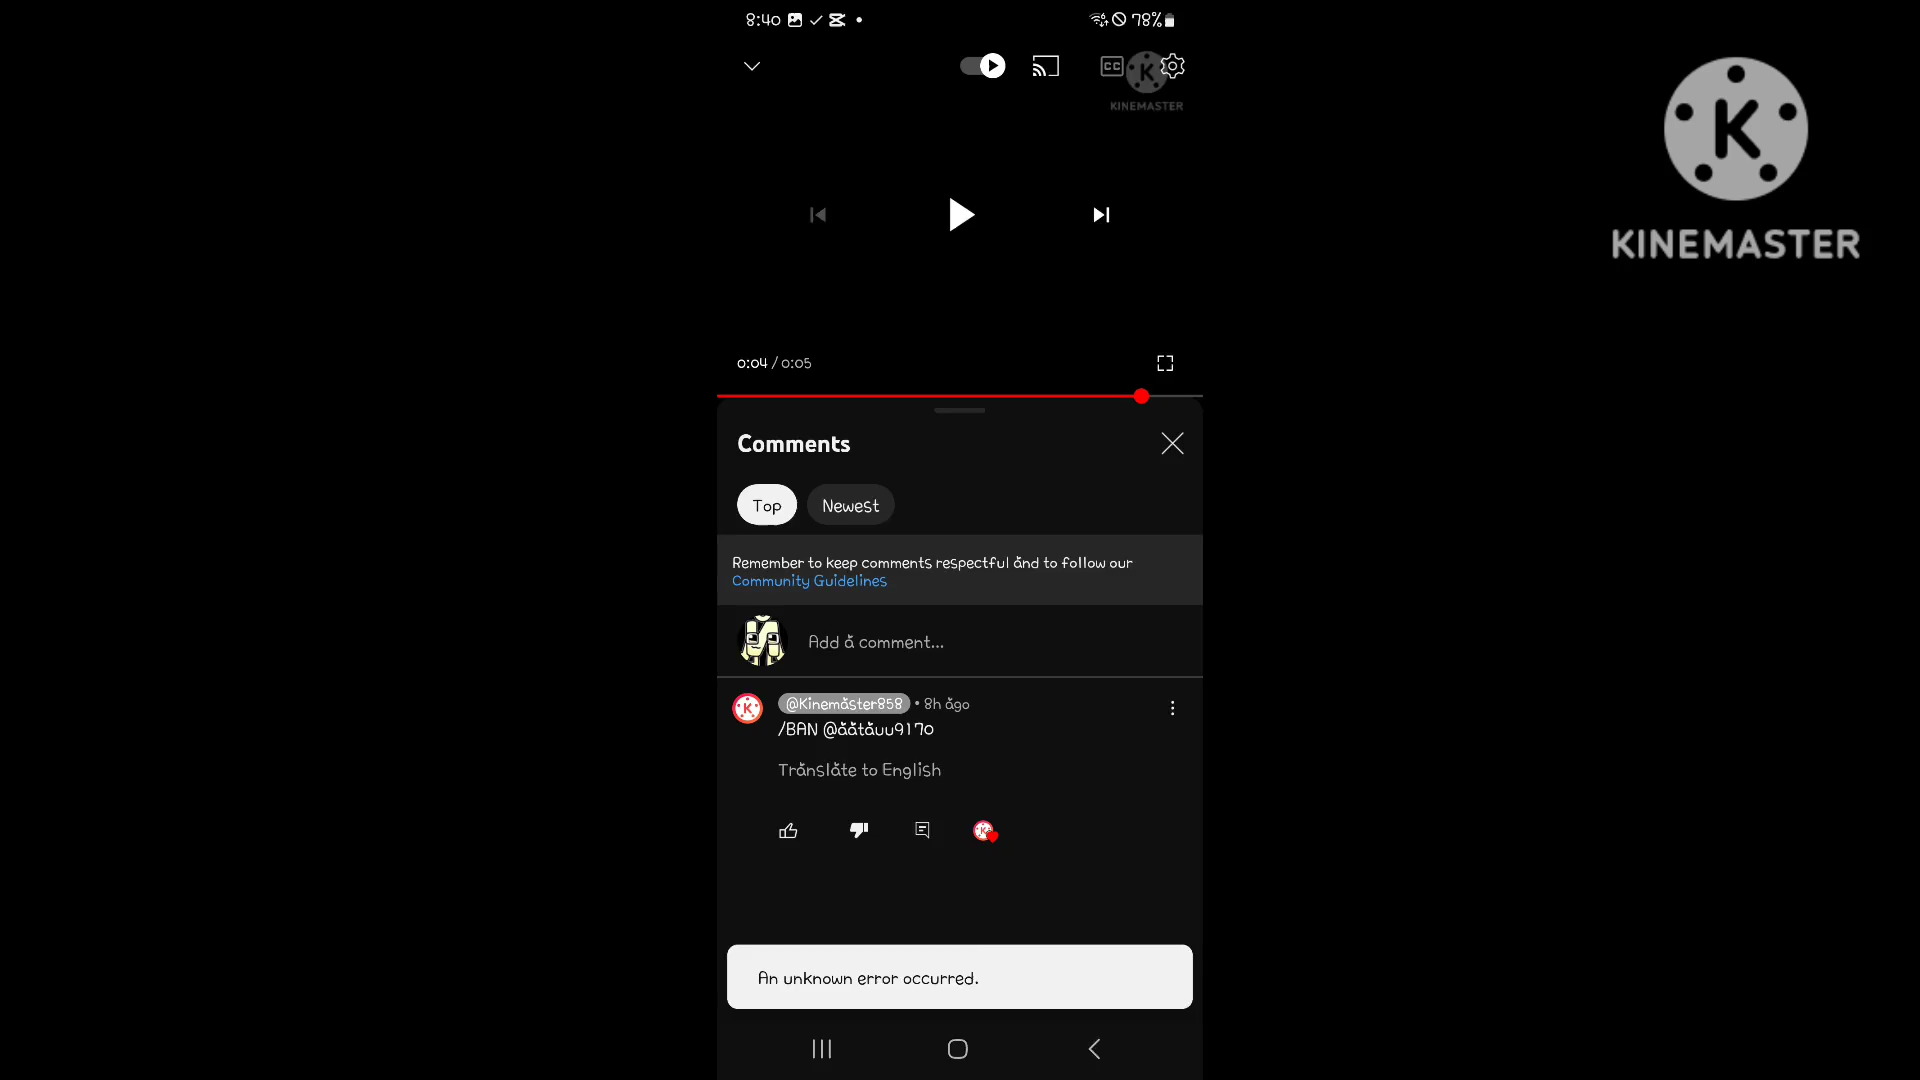 8:40
78%
CC
K
KINEMASTER
K
KINEMASTER
0:04 / 0:05
Comments
Top
Newest
Remember to keep comments respectful and to follow our
Community Guidelines
Add a comment...
K
@Kinemaster858 • 8h ago
/BAN @aatauu9170
Translate to English
K
An unknown error occurred.